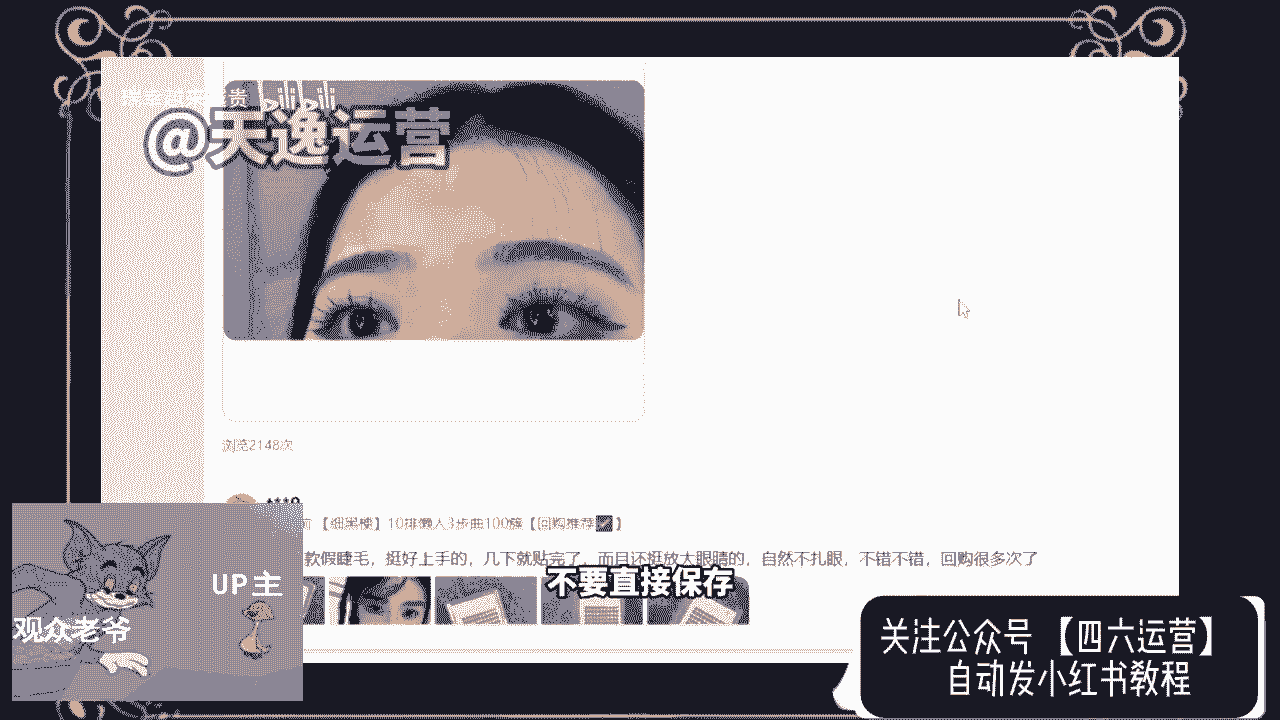 @天逸运营
浏览2148次
t**9
【细黑梗】10排懒人3步曲100簇【回购推荐✓】
款假睫毛，挺好上手的，几下就贴完了，而且还挺放大眼睛的，自然不扎眼，不错不错，回购很多次了
不要直接保存
UP主
观众老爷
关注公众号【四六运营】
自动发小红书教程